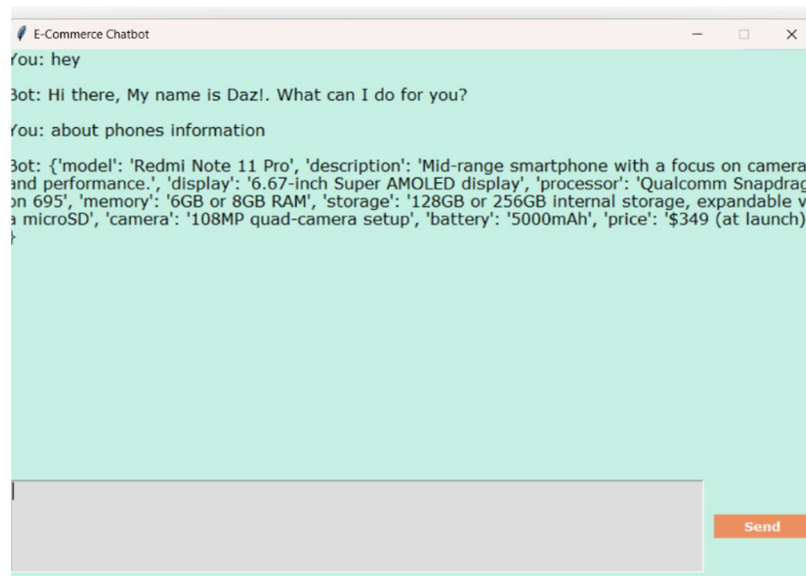 E-Commerce Chatbot
You: hey
Bot: Hi there, My name is Daz!. What can I do for you?
You: about phones information
Bot: {'model': 'Redmi Note 11 Pro', 'description': 'Mid-range smartphone with a focus on camera
and performance.', 'display': '6.67-inch Super AMOLED display', 'processor': 'Qualcomm Snapdrag
on 695', 'memory': '6GB or 8GB RAM', 'storage': '128GB or 256GB internal storage, expandable v
a microSD', 'camera': '108MP quad-camera setup', 'battery': '5000mAh', 'price': '$349 (at launch)
}
Send